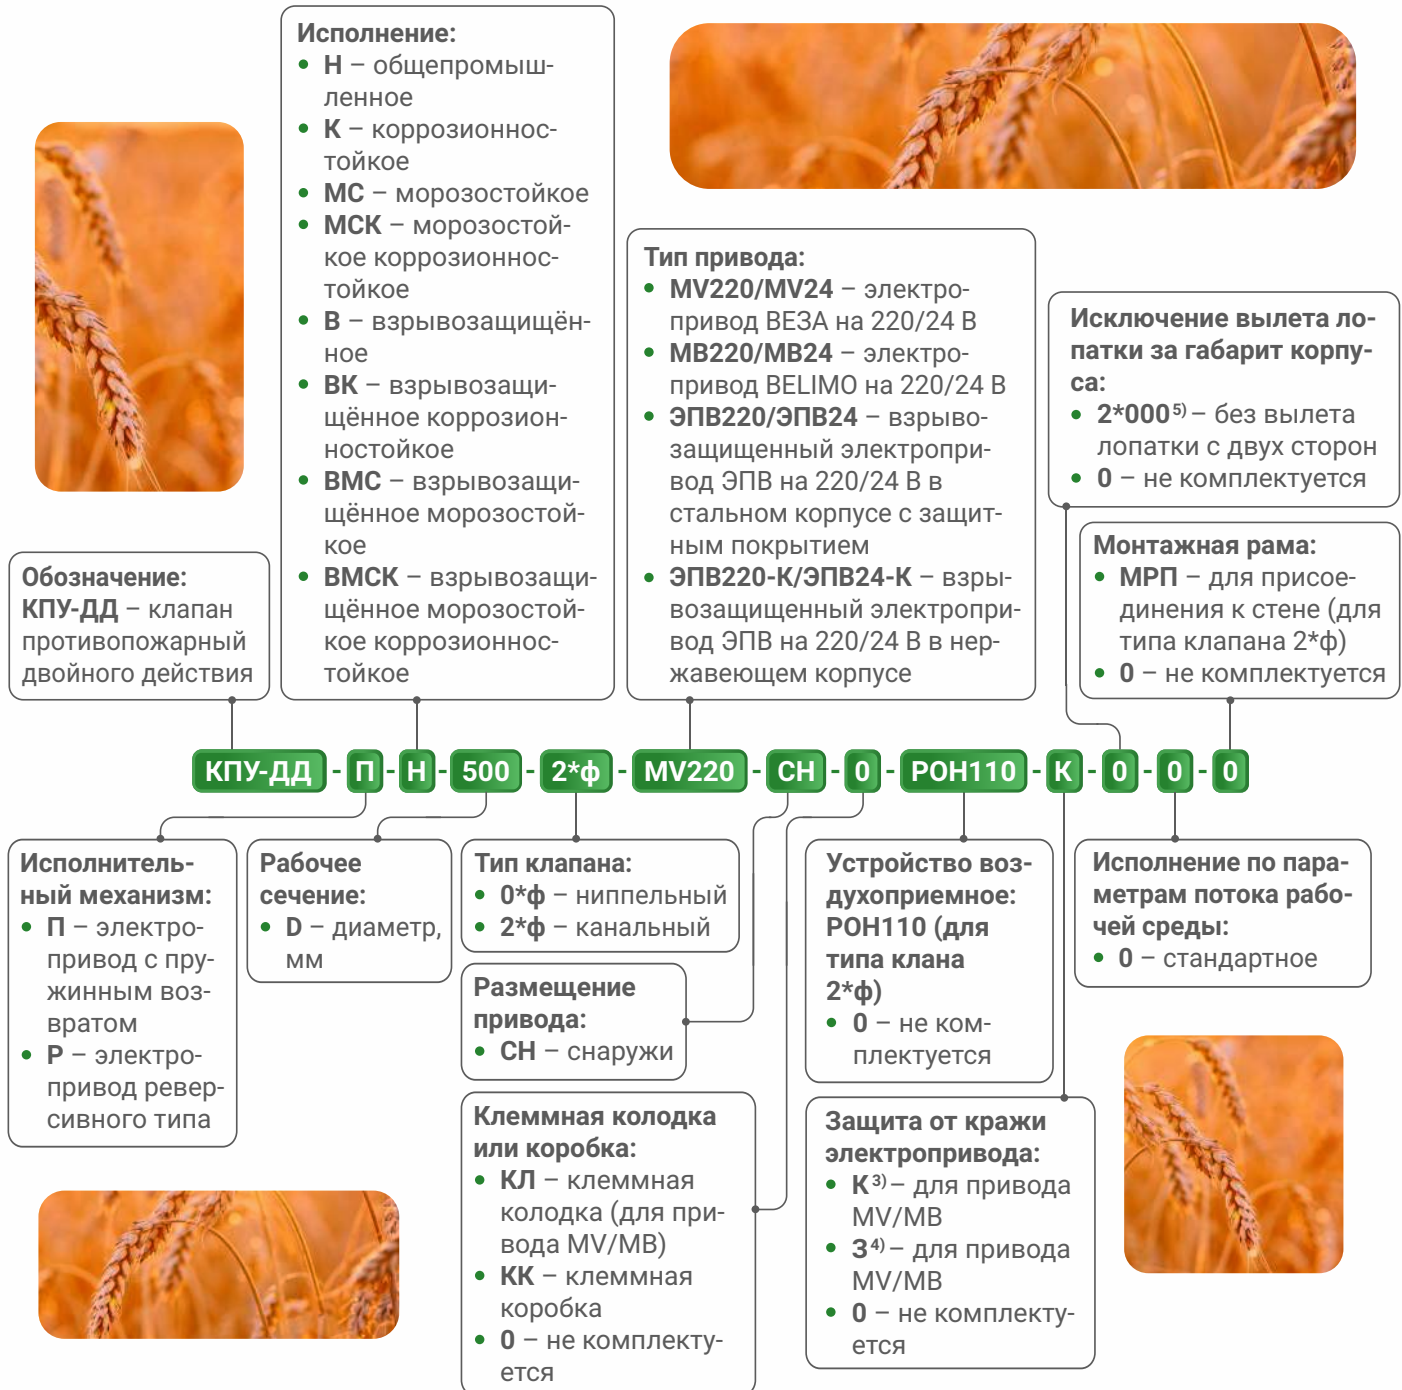 Исполнение:
• Н – общепромыш-
ленное
• К – коррозионнос-
тойкое
• МС – морозостойкое
• МСК – морозостой-
кое коррозионнос-
тойкое
• В – взрывозащищён-
ное
• ВК – взрывозащи-
щённое коррозион-
ностойкое
• ВМС – взрывозащи-
щённое морозостой-
кое
• ВМСК – взрывозащи-
щённое морозостой-
кое коррозионнос-
тойкое
Тип привода:
• MV220/MV24 – электро-
привод ВЕЗА на 220/24 В
• МВ220/МВ24 – электро-
привод BELIMO на 220/24 В
• ЭПВ220/ЭПВ24 – взрыво-
защищенный электропри-
вод ЭПВ на 220/24 В в
стальном корпусе с защит-
ным покрытием
• ЭПВ220-К/ЭПВ24-К – взры-
возащищенный электропри-
вод ЭПВ на 220/24 В в нер-
жавеющем корпусе
Исключение вылета ло-
патки за габарит корпу-
са:
• 2*000⁵⁾ – без вылета
лопатки с двух сторон
• 0 – не комплектуется
Монтажная рама:
• МРП – для присое-
динения к стене (для
типа клапана 2*ф)
• 0 – не комплектуется
Обозначение:
КПУ-ДД – клапан
противопожарный
двойного действия
КПУ-ДД - П - Н - 500 - 2*ф - MV220 - СН - 0 - РОН110 - К - 0 - 0 - 0
Исполнитель-
ный механизм:
• П – электро-
привод с пру-
жинным воз-
вратом
• Р – электро-
привод ревер-
сивного типа
Рабочее
сечение:
• D – диаметр,
мм
Тип клапана:
• 0*ф – ниппельный
• 2*ф – канальный
Размещение
привода:
• СН – снаружи
Клеммная колодка
или коробка:
• КЛ – клеммная
колодка (для при-
вода MV/MB)
• КК – клеммная
коробка
• 0 – не комплекту-
ется
Устройство воз-
духоприемное:
РОН110 (для
типа клана
2*ф)
• 0 – не ком-
плектуется
Защита от кражи
электропривода:
• К³⁾ – для привода
MV/MB
• З⁴⁾ – для привода
MV/MB
• 0 – не комплекту-
ется
Исполнение по пара-
метрам потока рабо-
чей среды:
• 0 – стандартное